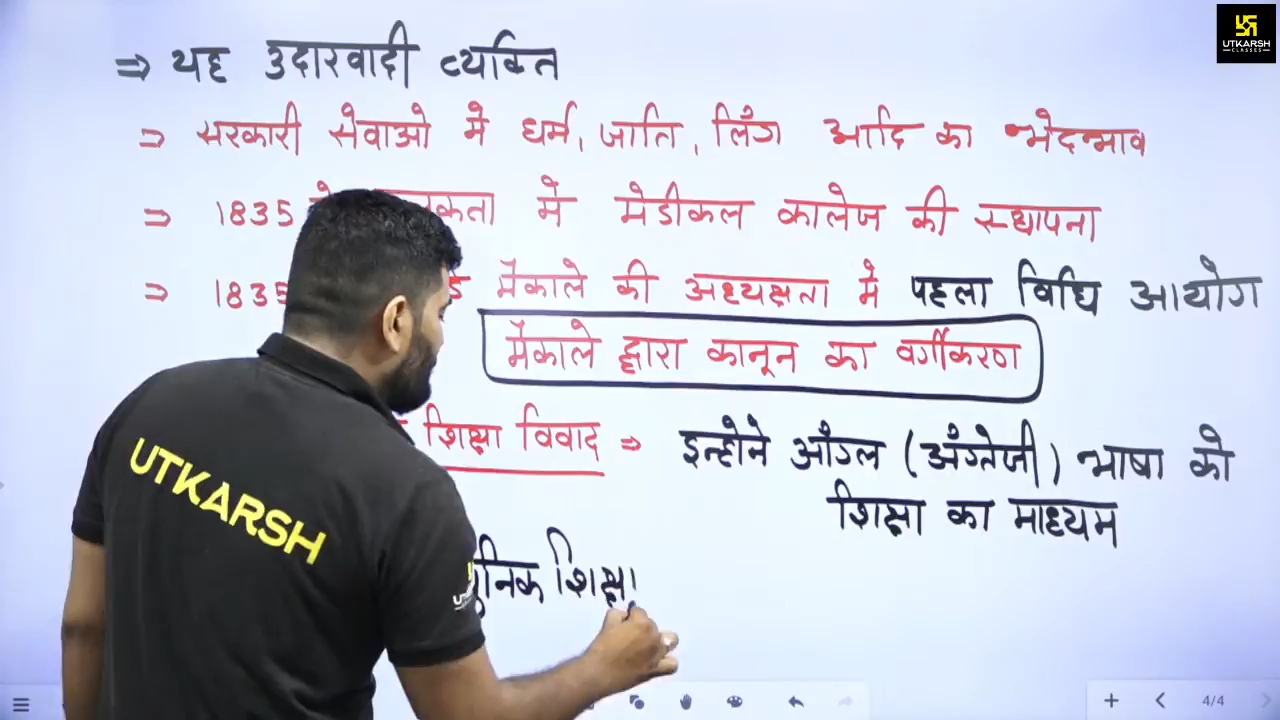 UTKARSH
CLASSES
⇒ यह उदारवादी व्यक्ति
⇒ सरकारी सेवाओ में धर्म, जाति, लिंग आदि का भेदभाव
⇒ 1835 में में मेडीकल कालेज की स्थापना
⇒ 1835 मैकाले की अध्यक्षता में पहला विधि आयोग
मैकाले द्वारा कानून का वर्गीकरण
शिक्षा विवाद ⇒ इन्होने आँग्ल (अँग्रेजी) भाषा को
शिक्षा का माध्यम
शिक्षा
UTKARSH
4/4